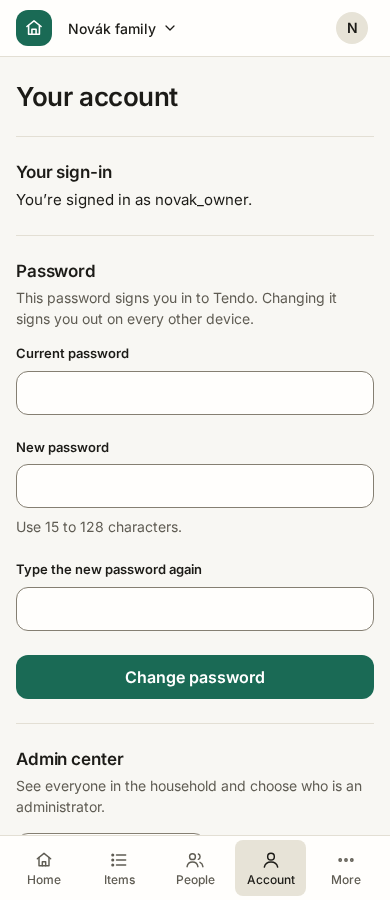 Novák family
N
Your account
Your sign-in
You’re signed in as novak_owner.
Password
This password signs you in to Tendo. Changing it
signs you out on every other device.
Current password
New password
Use 15 to 128 characters.
Type the new password again
Change password
Admin center
See everyone in the household and choose who is an
administrator.
Home
Items
People
Account
More